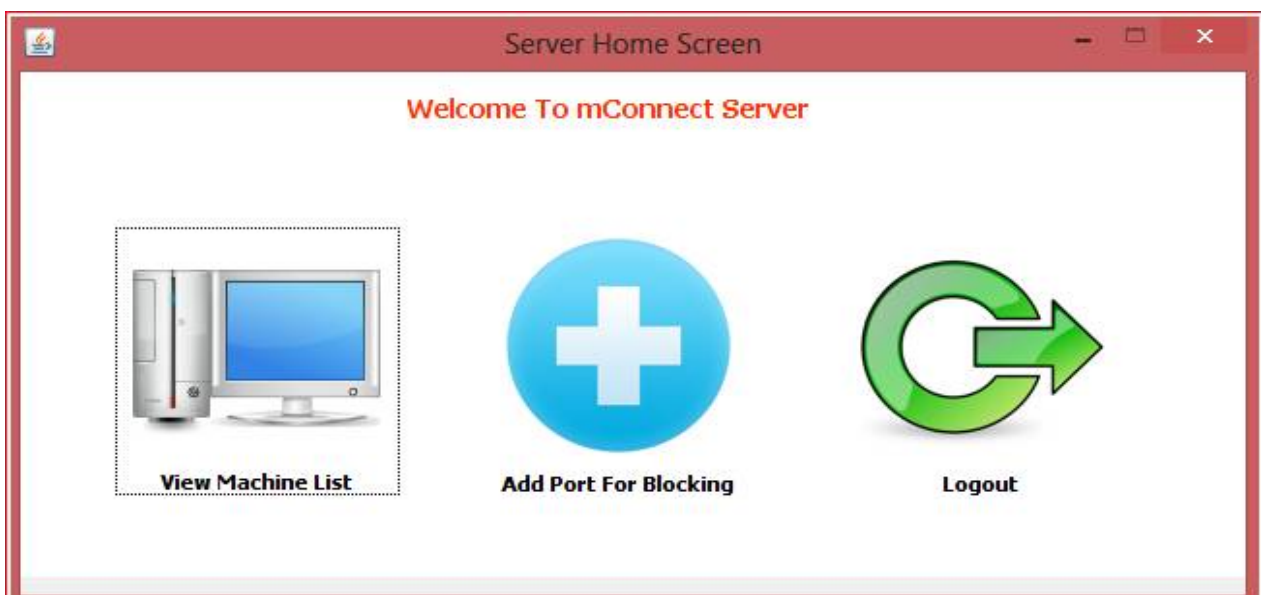 Server Home Screen
Welcome To mConnect Server
View Machine List
Add Port For Blocking
Logout